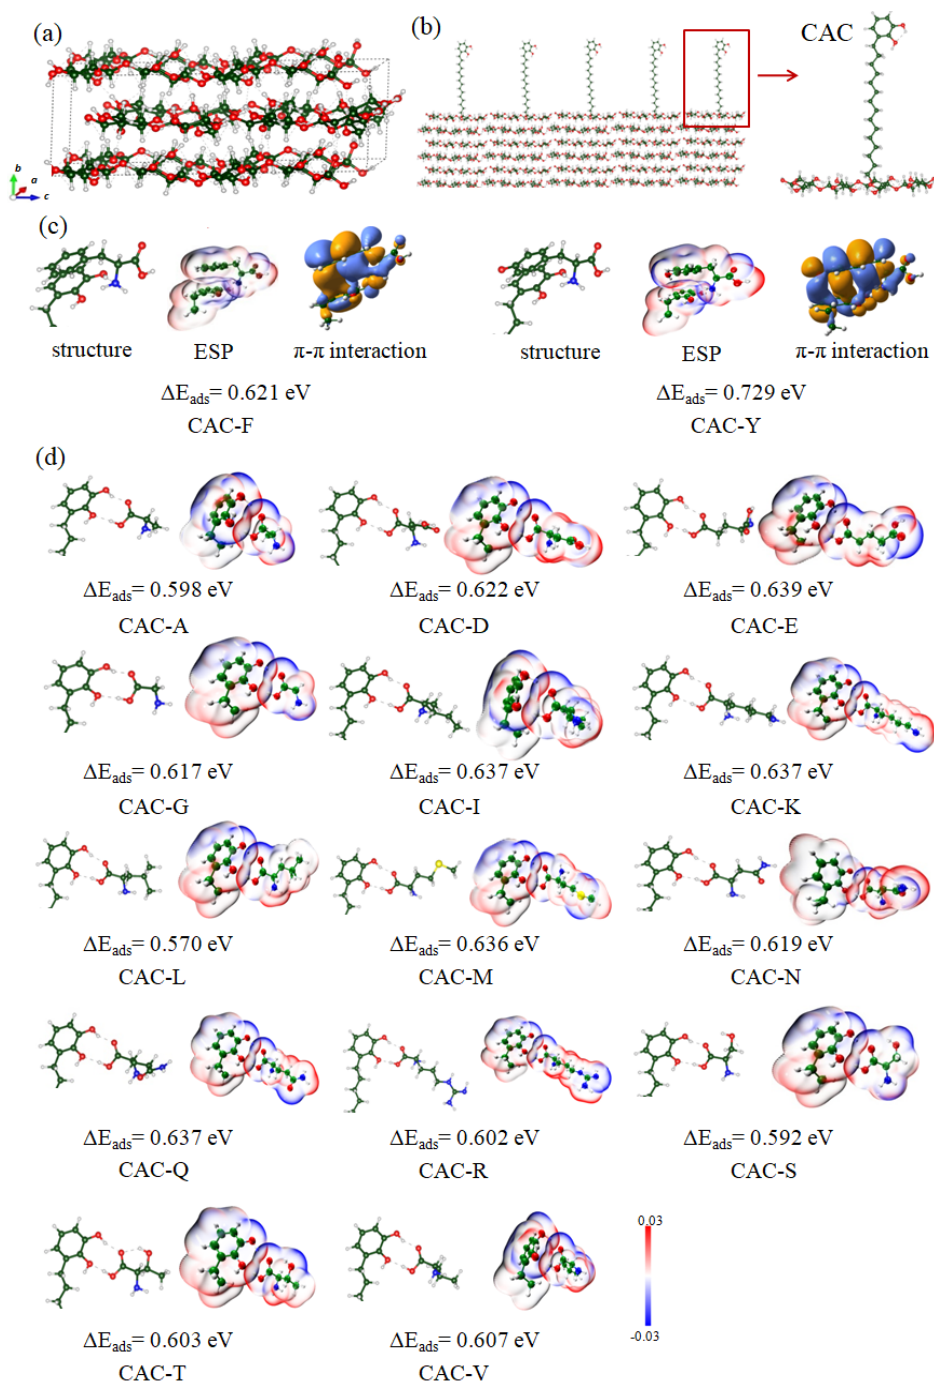 (a)
b
a
c
(b)
CAC
(c)
structure
ESP
π-π interaction
structure
ESP
π-π interaction
ΔEads= 0.621 eV
ΔEads= 0.729 eV
CAC-F
CAC-Y
(d)
ΔEads= 0.598 eV
ΔEads= 0.622 eV
ΔEads= 0.639 eV
CAC-A
CAC-D
CAC-E
ΔEads= 0.617 eV
ΔEads= 0.637 eV
ΔEads= 0.637 eV
CAC-G
CAC-I
CAC-K
ΔEads= 0.570 eV
ΔEads= 0.636 eV
ΔEads= 0.619 eV
CAC-L
CAC-M
CAC-N
ΔEads= 0.637 eV
ΔEads= 0.602 eV
ΔEads= 0.592 eV
CAC-Q
CAC-R
CAC-S
0.03
-0.03
ΔEads= 0.603 eV
ΔEads= 0.607 eV
CAC-T
CAC-V